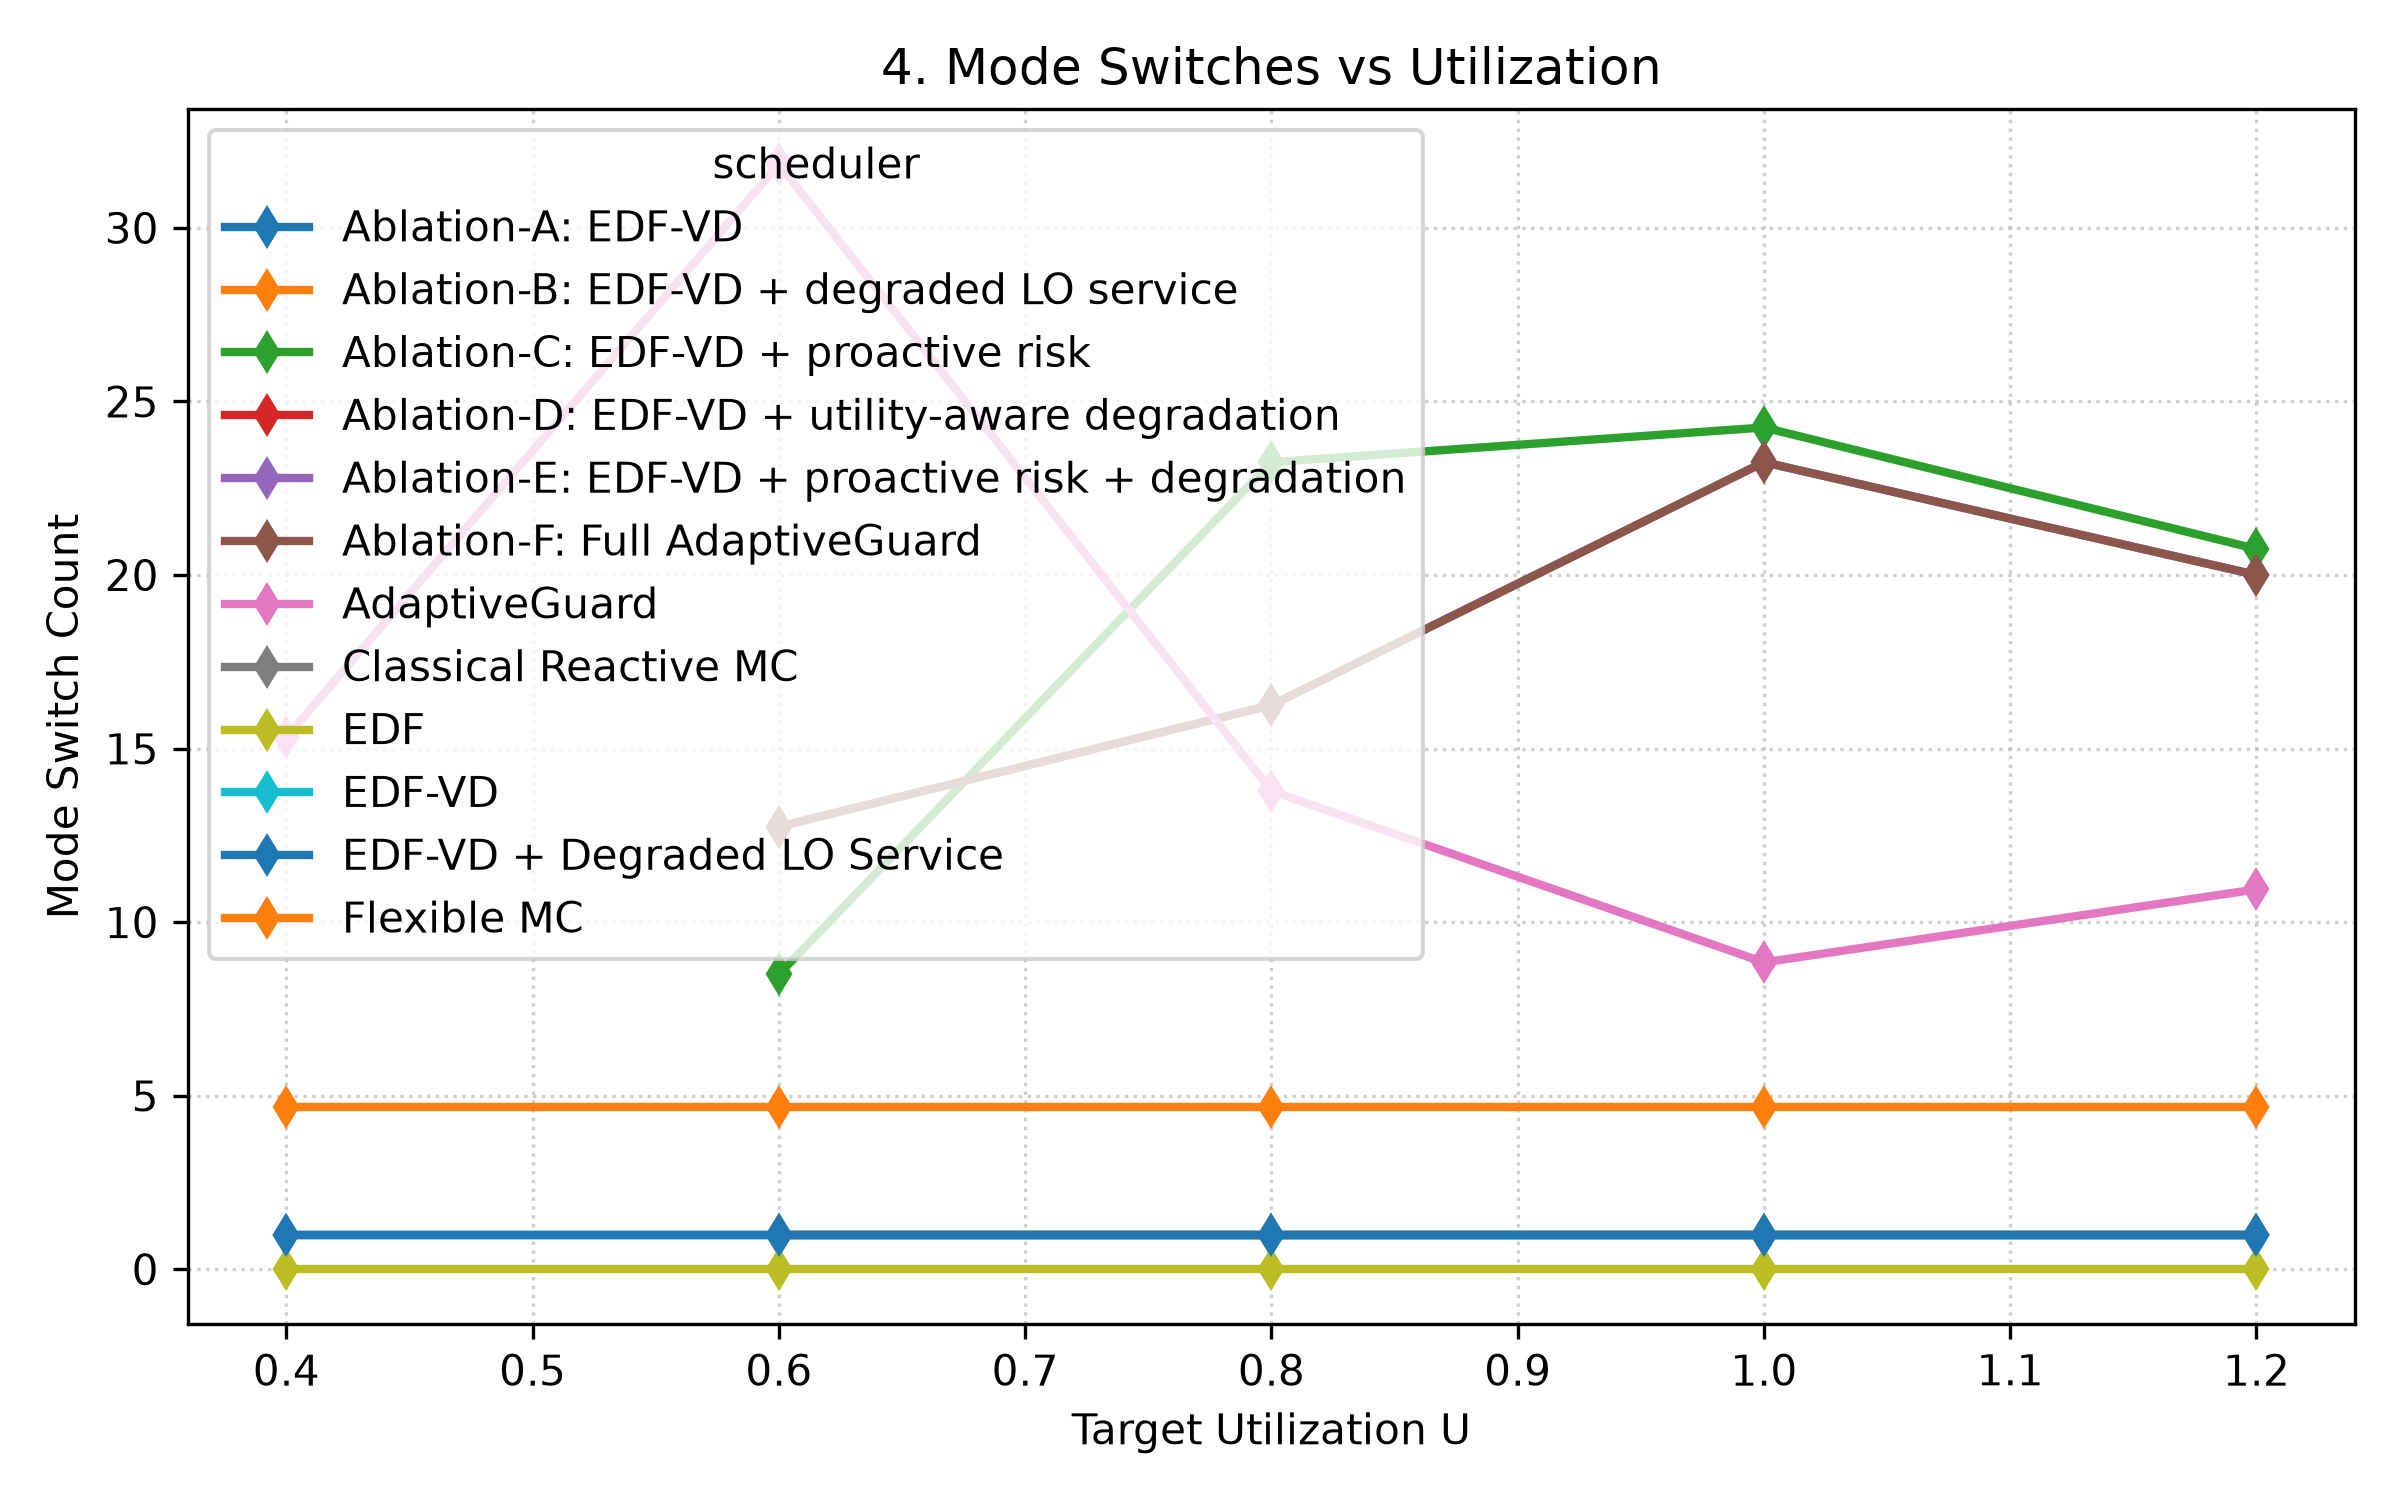 4. Mode Switches vs Utilization
scheduler
Ablation-A: EDF-VD
Ablation-B: EDF-VD + degraded LO service
Ablation-C: EDF-VD + proactive risk
Ablation-D: EDF-VD + utility-aware degradation
Ablation-E: EDF-VD + proactive risk + degradation
Ablation-F: Full AdaptiveGuard
AdaptiveGuard
Classical Reactive MC
EDF
EDF-VD
EDF-VD + Degraded LO Service
Flexible MC
Mode Switch Count
30
25
20
15
10
5
0
0.4 0.5 0.6 0.7 0.8 0.9 1.0 1.1 1.2
Target Utilization U